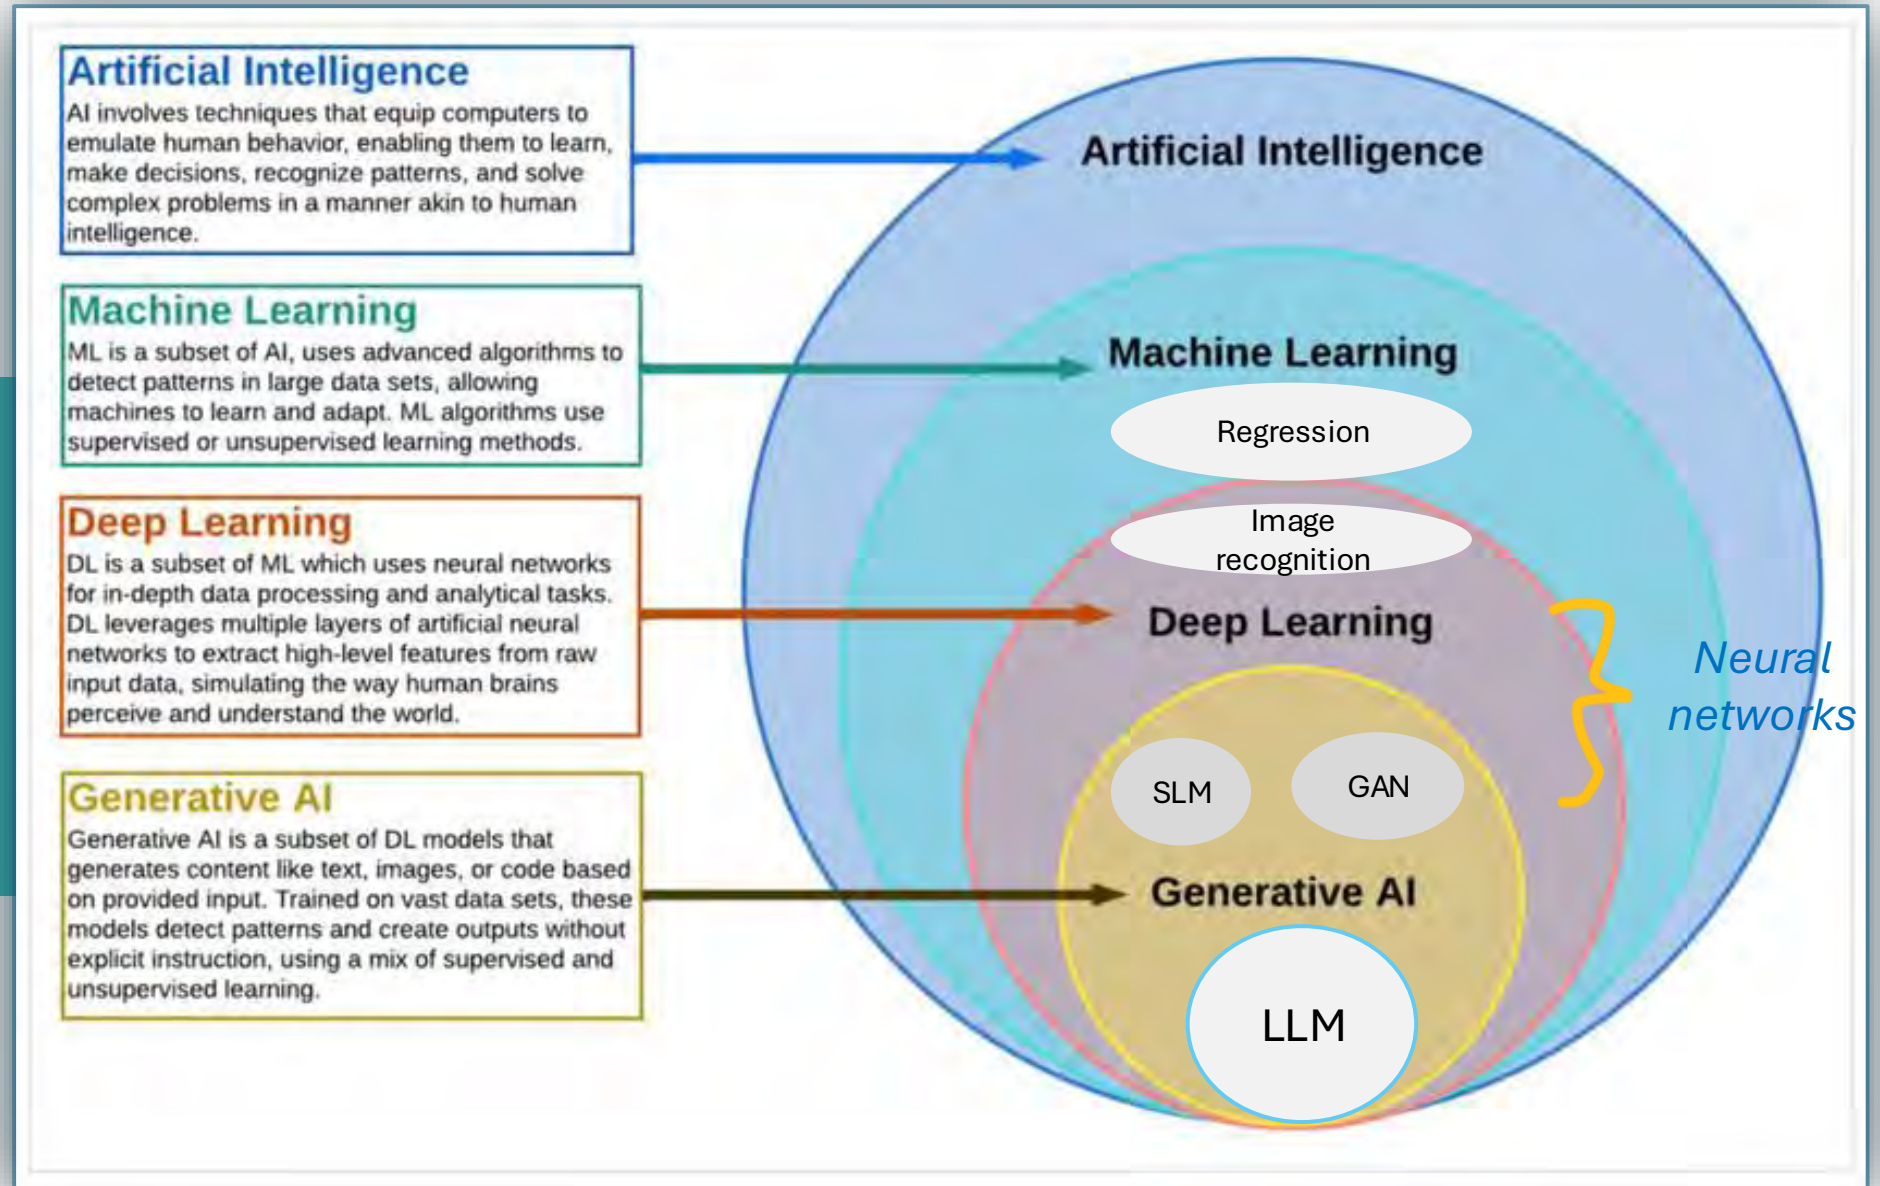 Artificial Intelligence
AI involves techniques that equip computers to
emulate human behavior, enabling them to learn,
make decisions, recognize patterns, and solve
complex problems in a manner akin to human
intelligence.
Machine Learning
ML is a subset of AI, uses advanced algorithms to
detect patterns in large data sets, allowing
machines to learn and adapt. ML algorithms use
supervised or unsupervised learning methods.
Deep Learning
DL is a subset of ML which uses neural networks
for in-depth data processing and analytical tasks.
DL leverages multiple layers of artificial neural
networks to extract high-level features from raw
input data, simulating the way human brains
perceive and understand the world.
Generative AI
Generative AI is a subset of DL models that
generates content like text, images, or code based
on provided input. Trained on vast data sets, these
models detect patterns and create outputs without
explicit instruction, using a mix of supervised and
unsupervised learning.
Artificial Intelligence
Machine Learning
Regression
Image
recognition
Deep Learning
Neural
networks
SLM
GAN
Generative AI
LLM